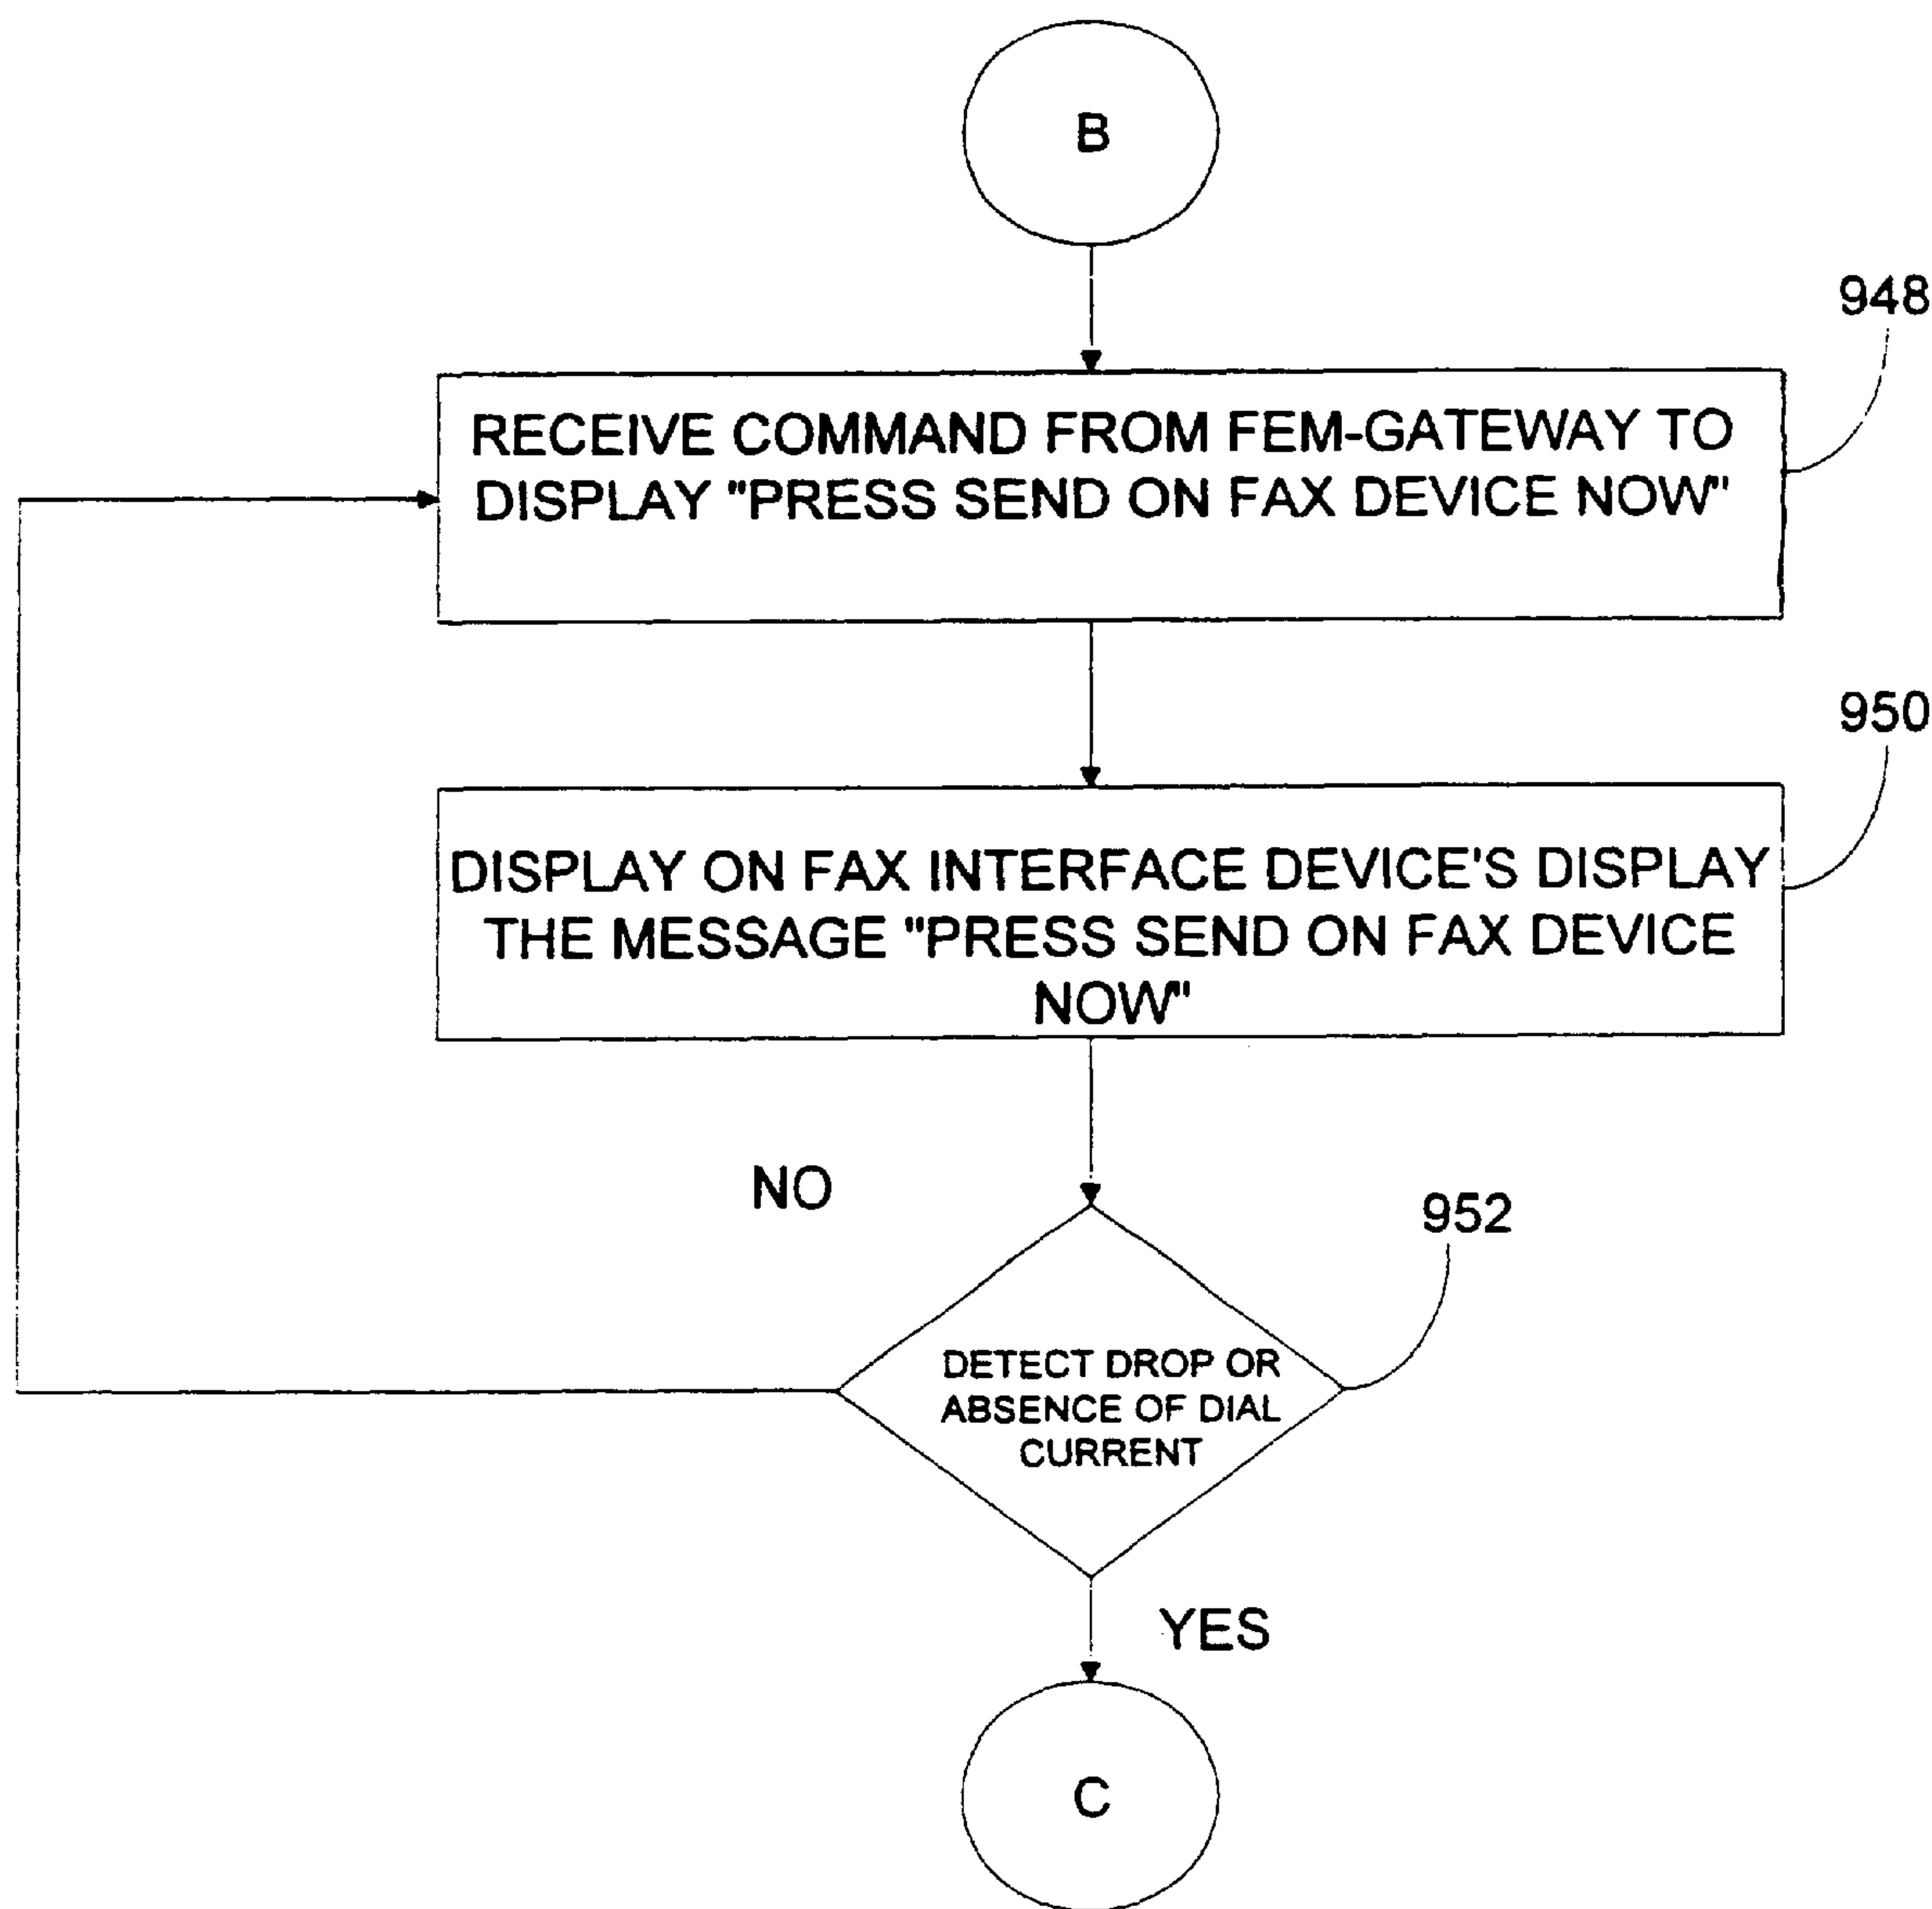 B
948
RECEIVE COMMAND FROM FEM-GATEWAY TO
DISPLAY "PRESS SEND ON FAX DEVICE NOW"
950
DISPLAY ON FAX INTERFACE DEVICE'S DISPLAY
THE MESSAGE "PRESS SEND ON FAX DEVICE
NOW"
NO
952
DETECT DROP OR
ABSENCE OF DIAL
CURRENT
YES
C